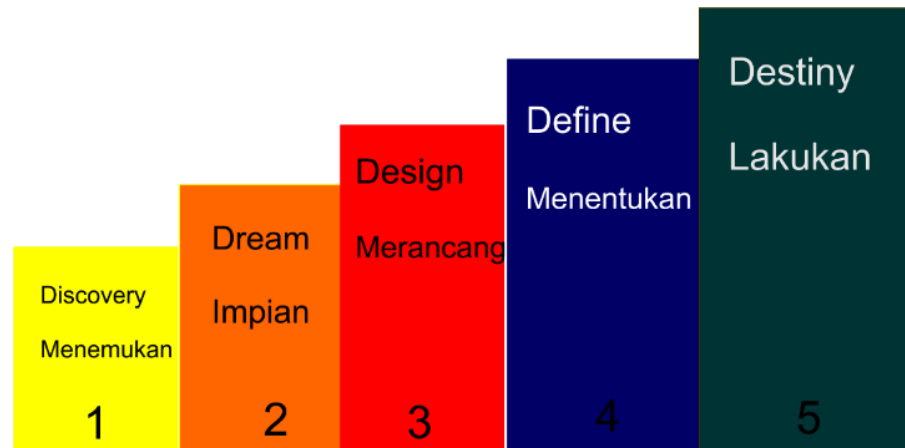 Discovery
Menemukan
1
Dream
Impian
2
Design
Merancang
3
Define
Menentukan
4
Destiny
Lakukan
5